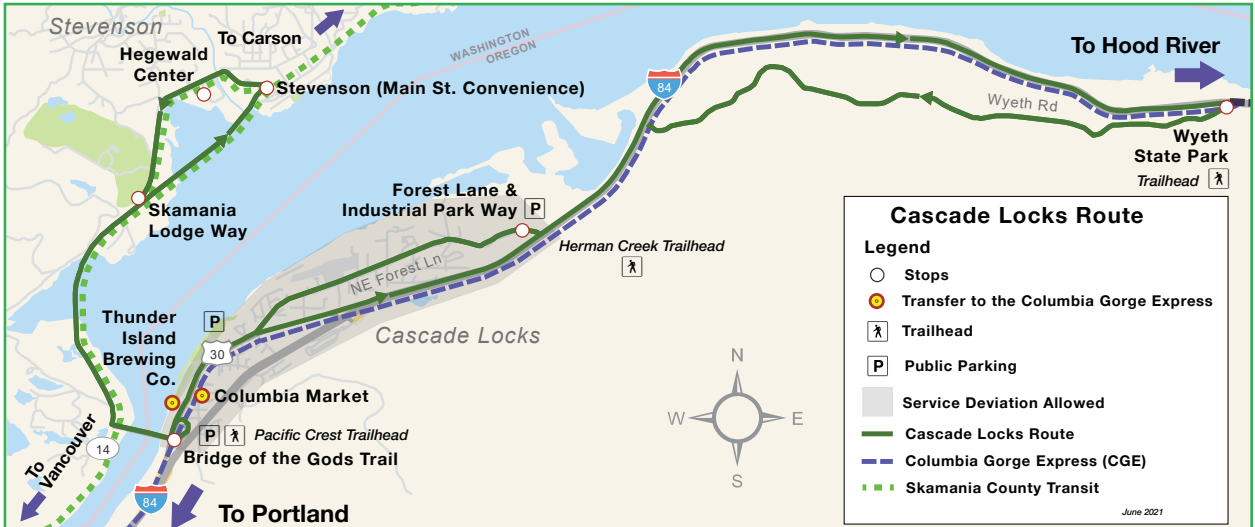 Stevenson
To Carson
Hegewald
Center
Stevenson (Main St. Convenience)
WASHINGTON
OREGON
84
To Hood River
Wyeth Rd
Wyeth
State Park
Trailhead
Skamania
Lodge Way
Forest Lane &
Industrial Park Way P
Herman Creek Trailhead
NE Forest Ln
Cascade Locks
Thunder
Island
Brewing
Co.
P
30
Columbia Market
P Pacific Crest Trailhead
Bridge of the Gods Trail
14
To
Vancouver
84
To Portland
N
W E
S
Cascade Locks Route
Legend
Stops
Transfer to the Columbia Gorge Express
Trailhead
P Public Parking
Service Deviation Allowed
Cascade Locks Route
Columbia Gorge Express (CGE)
Skamania County Transit
June 2021